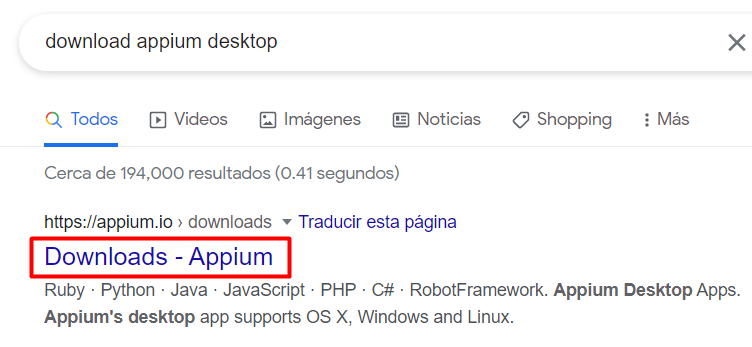 download appium desktop
Todos Videos Imágenes Noticias Shopping Más
Cerca de 194,000 resultados (0.41 segundos)
https://appium.io › downloads Traducir esta página
Downloads - Appium
Ruby · Python · Java · JavaScript · PHP · C# · RobotFramework. Appium Desktop Apps.
Appium's desktop app supports OS X, Windows and Linux.